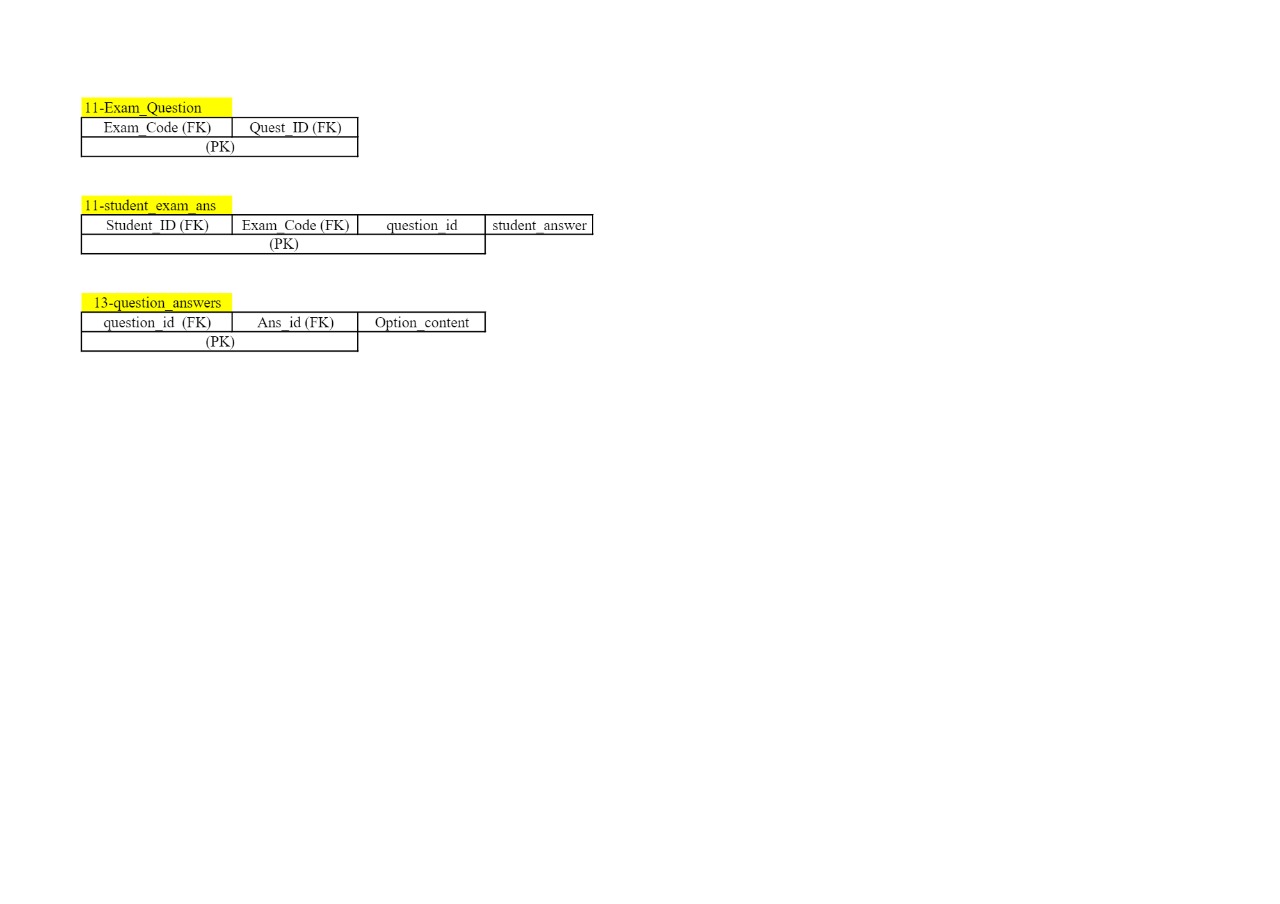 11-Exam_Question
Exam_Code (FK) Quest_ID (FK)
(PK)
11-student_exam_ans
Student_ID (FK) Exam_Code (FK) question_id student_answer
(PK)
13-question_answers
question_id (FK) Ans_id (FK) Option_content
(PK)